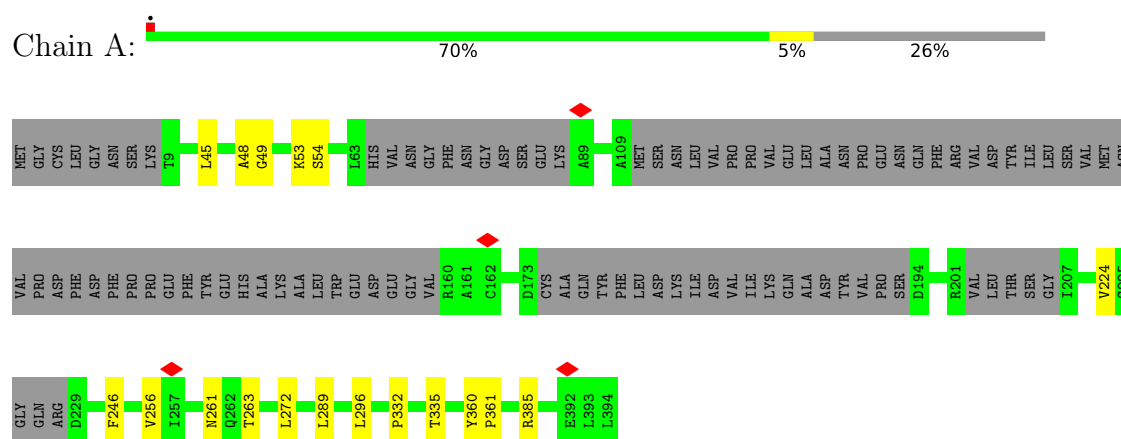 Chain A:
70% 5% 26%
MET GLY CYS LEU GLY ASN SER LYS T9 L45 A48 G49 K53 S54 L63 HIS VAL ASN GLY PHE ASN GLY ASP SER GLU LYS A89 A109 MET SER ASN LEU VAL PRO PRO VAL GLU LEU ALA ASN PRO GLU ASN GLN PHE ARG VAL ASP TYR ILE LEU SER VAL MET ASN
VAL PRO ASP PHE ASP PHE PRO PRO GLU PHE TYR GLU HIS ALA LYS ALA LEU TRP GLU ASP GLU GLY VAL R160 A161 C162 D173 CYS ALA GLN TYR PHE LEU ASP LYS ILE ASP VAL ILE LYS GLN ALA ASP TYR VAL PRO SER D194 R201 VAL LEU THR SER GLY I207 V224
GLY GLN ARG D229 F246 V256 I257 N261 Q262 T263 L272 L289 L296 P332 T335 Y360 P361 R385 E392 L393 L394